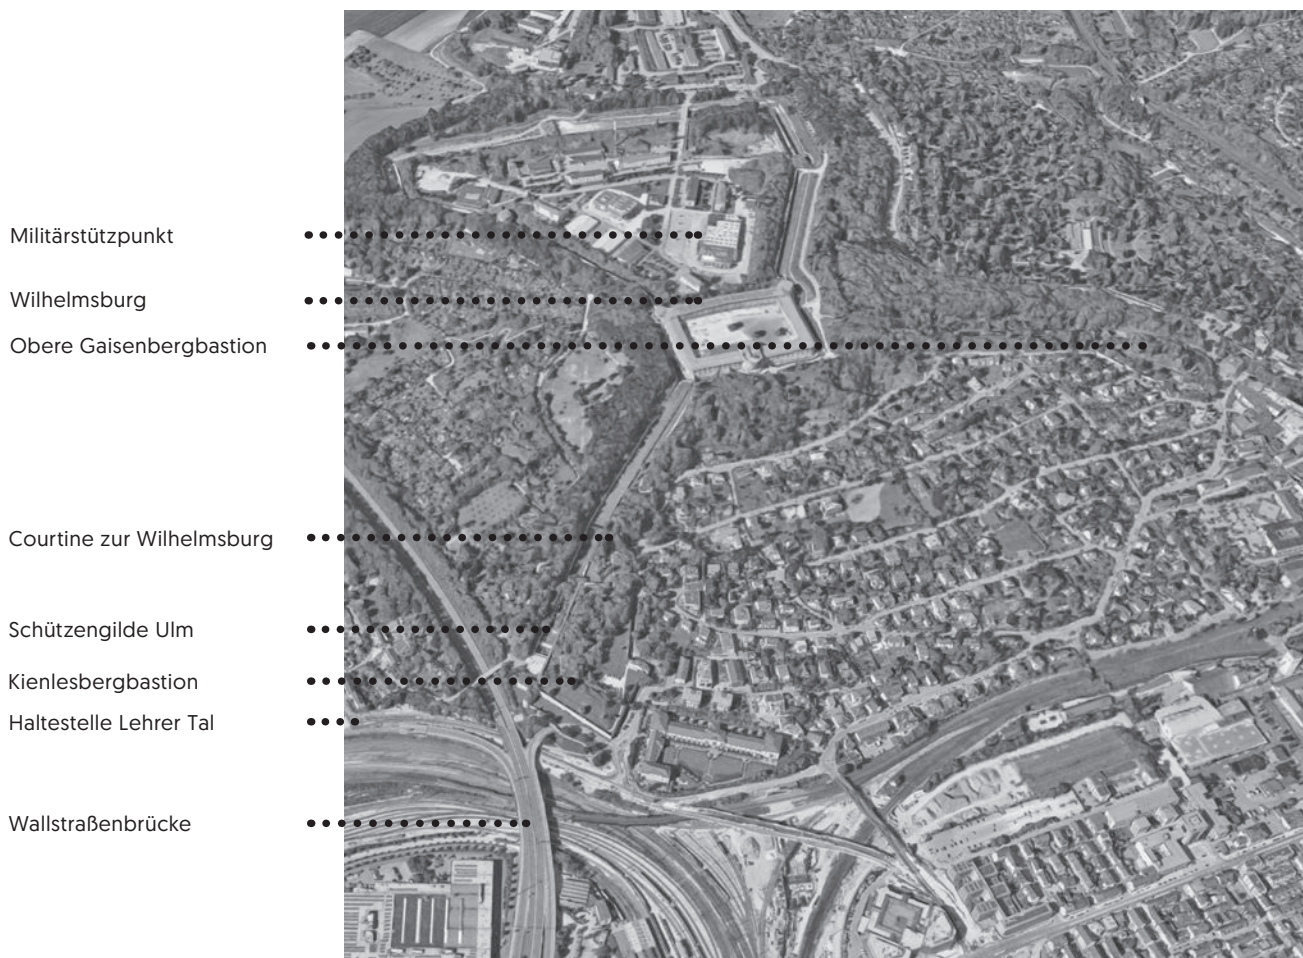 Militärstützpunkt
Wilhelmsburg
Obere Gaisenbergbastion
Courtine zur Wilhelmsburg
Schützengilde Ulm
Kienlesbergbastion
Haltestelle Lehrer Tal
Wallstraßenbrücke